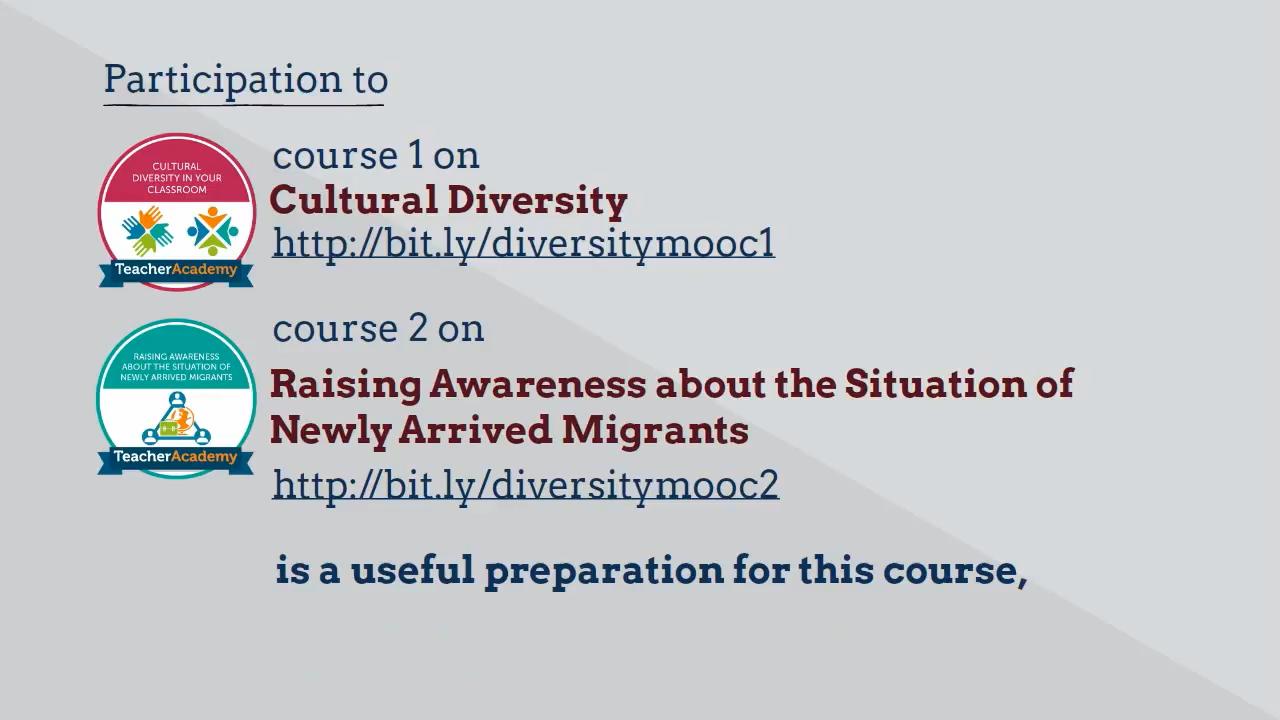 Participation to
CULTURAL
DIVERSITY IN YOUR
CLASSROOM
TeacherAcademy
course 1 on
Cultural Diversity
http://bit.ly/diversitymooc1
RAISING AWARENESS
ABOUT THE SITUATION OF
NEWLY ARRIVED MIGRANTS
TeacherAcademy
course 2 on
Raising Awareness about the Situation of
Newly Arrived Migrants
http://bit.ly/diversitymooc2
is a useful preparation for this course,